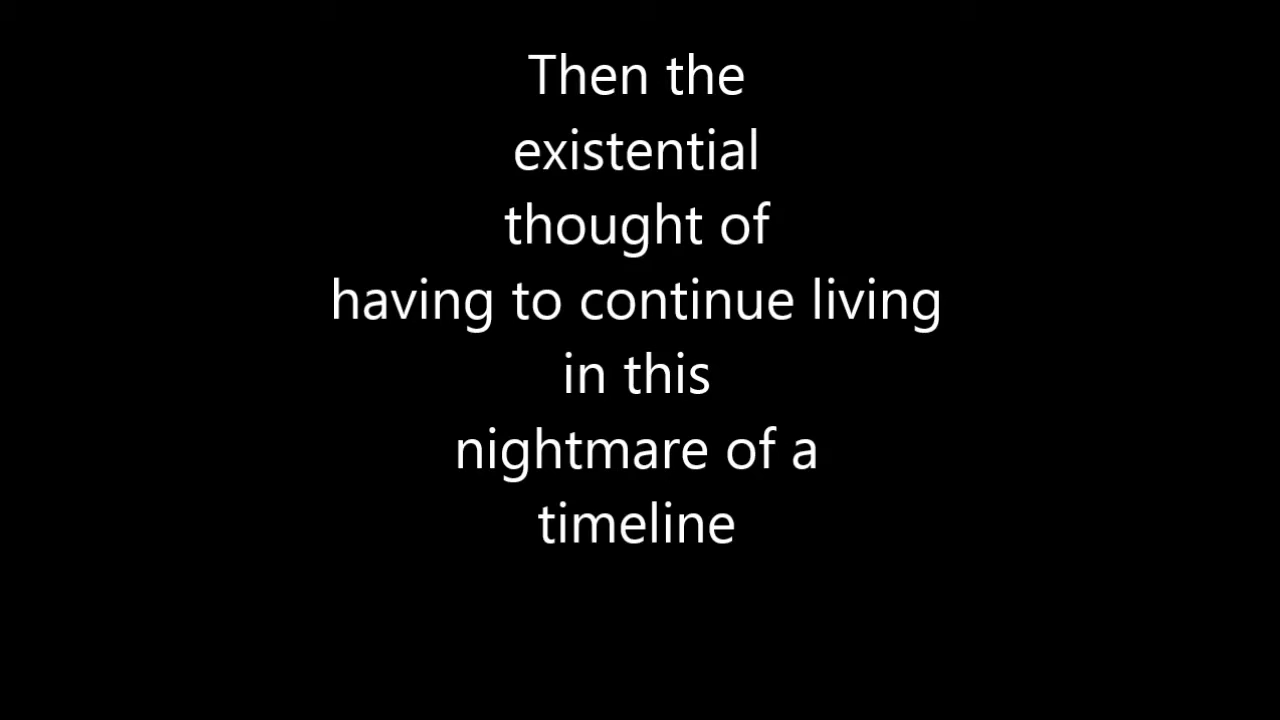 Then the
existential
thought of
having to continue living
in this
nightmare of a
timeline